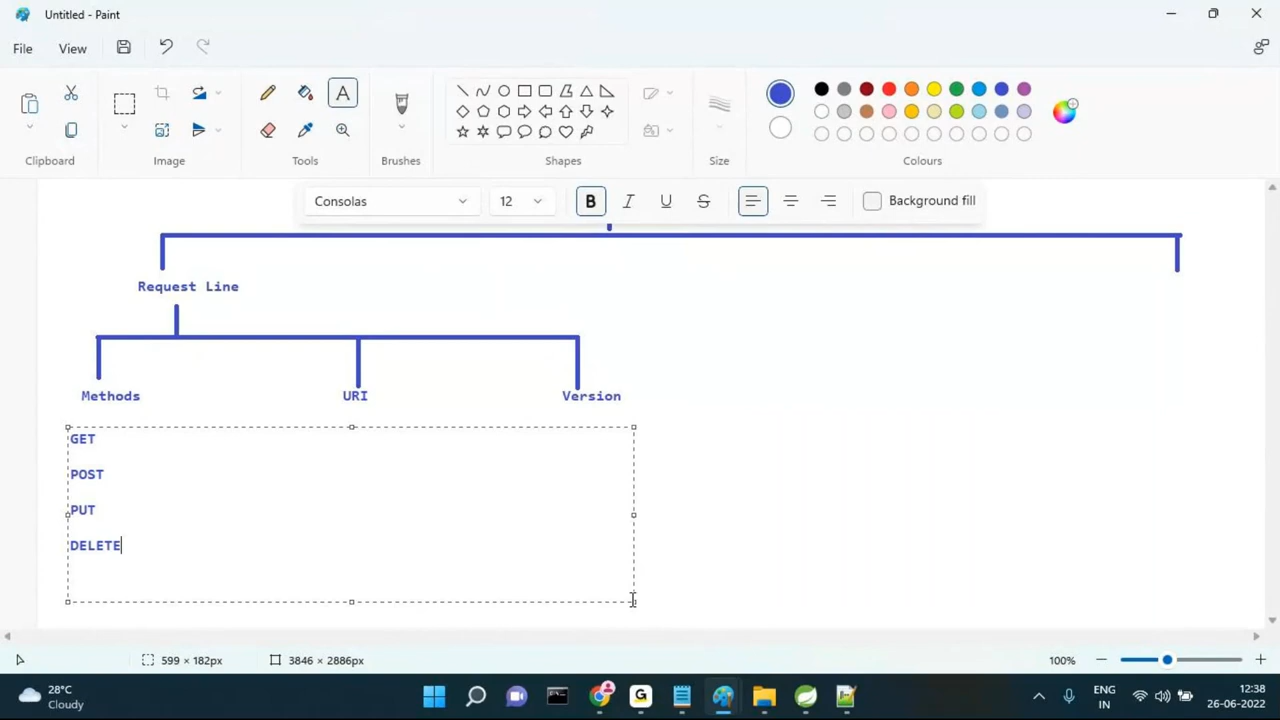 Untitled - Paint
File View
Clipboard Image Tools Brushes Shapes Size Colours
Consolas 12 B I U S Background fill
Request Line
Methods URI Version
GET
POST
PUT
DELETE
599 × 182px 3846 × 2886px 100%
28°C
Cloudy
ENG
IN
12:38
26-06-2022